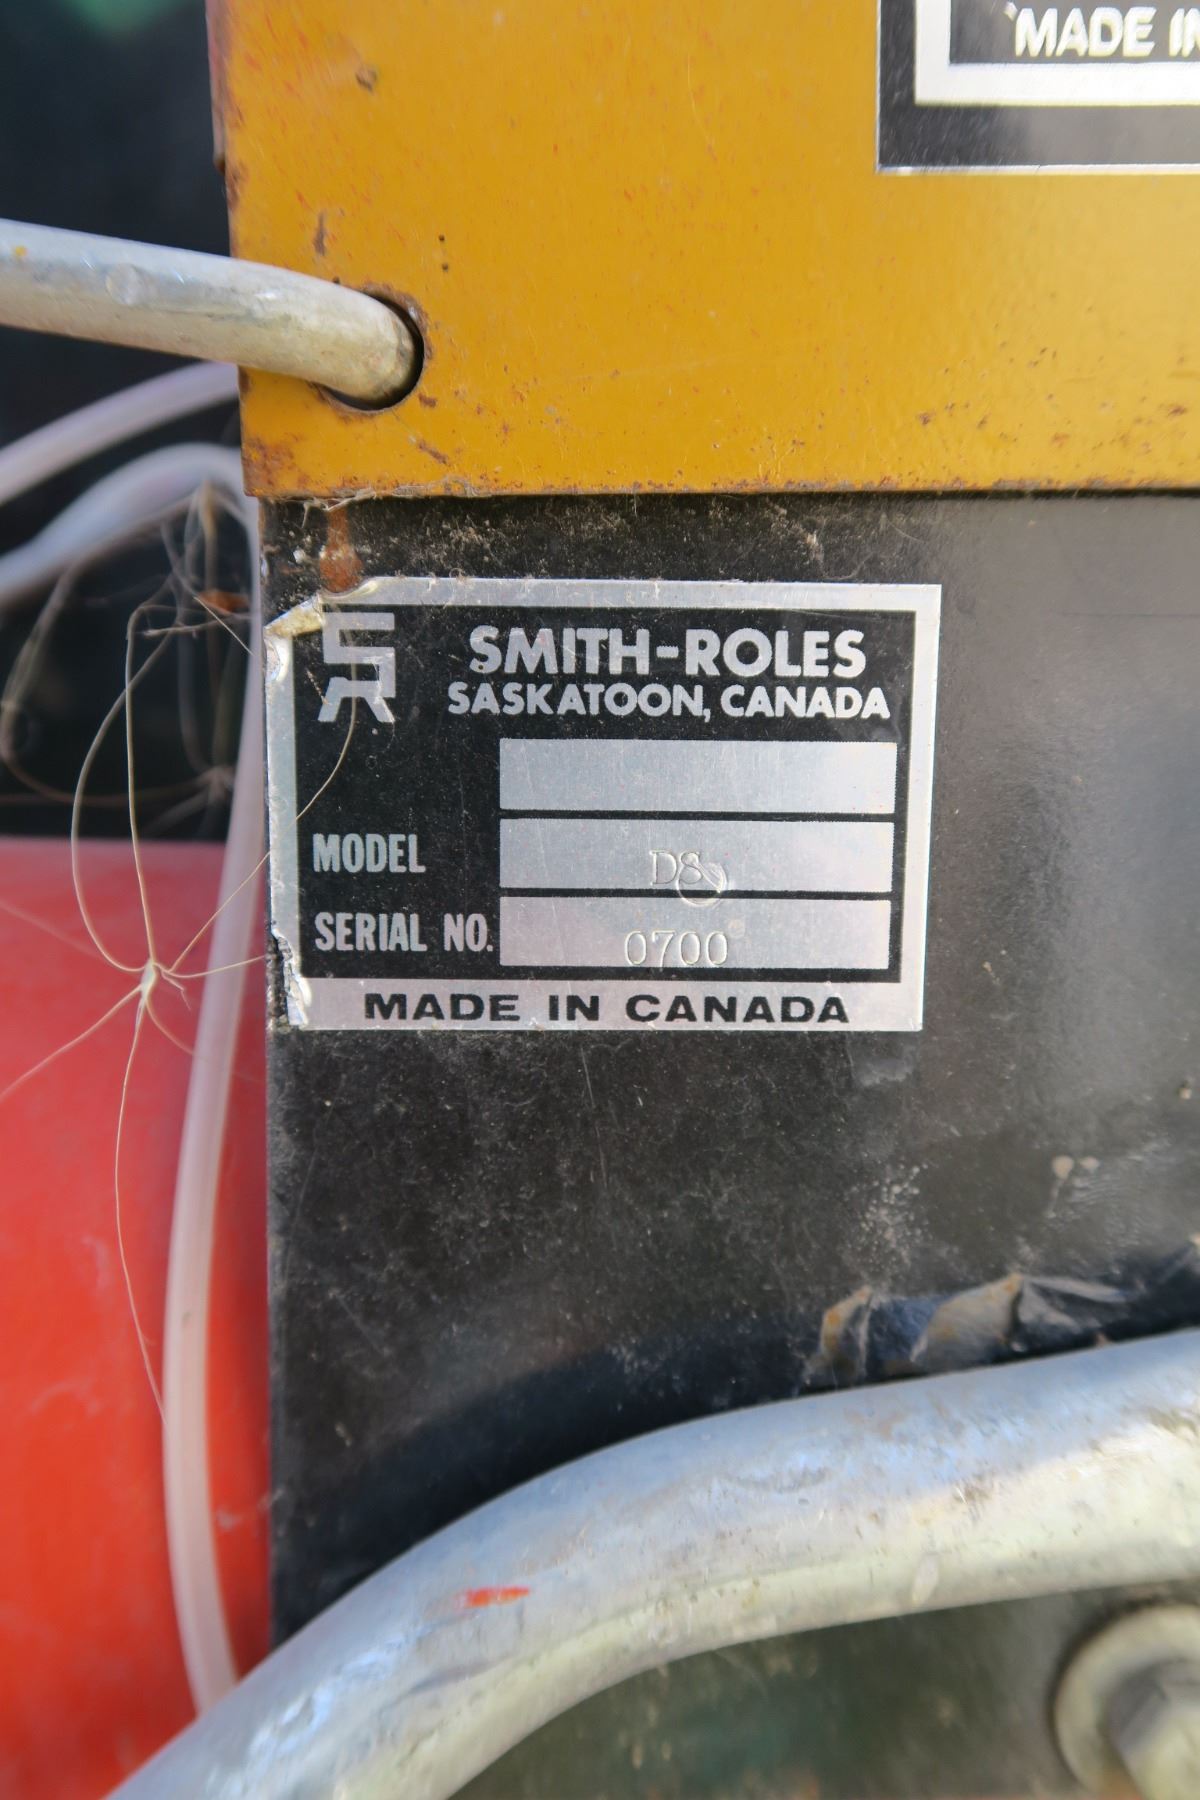 MADE IN
SR
SMITH-ROLES
SASKATOON, CANADA
MODEL DS
SERIAL NO. 0700
MADE IN CANADA